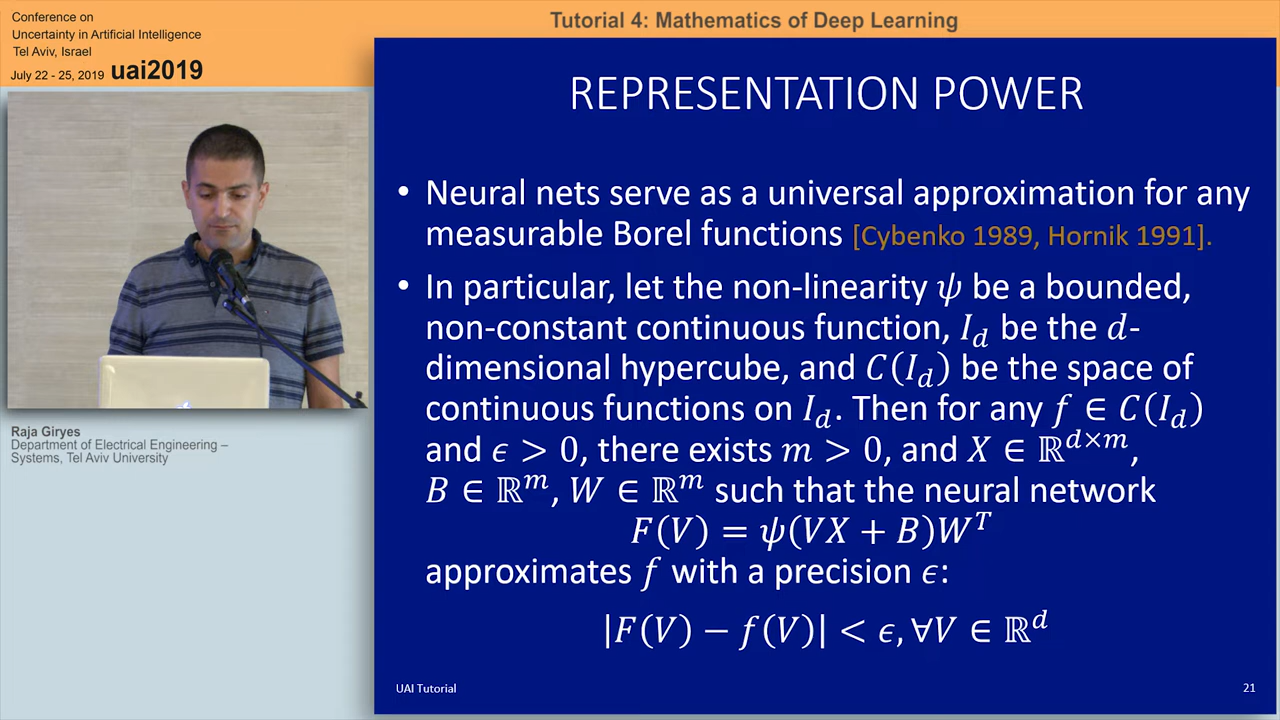 Conference on
Uncertainty in Artificial Intelligence
Tel Aviv, Israel
July 22 - 25, 2019 uai2019
Tutorial 4: Mathematics of Deep Learning
REPRESENTATION POWER
• Neural nets serve as a universal approximation for any
measurable Borel functions [Cybenko 1989, Hornik 1991].
• In particular, let the non-linearity 𝜓 be a bounded,
non-constant continuous function, 𝐼_𝑑 be the 𝑑-
dimensional hypercube, and 𝐶(𝐼_𝑑) be the space of
continuous functions on 𝐼_𝑑. Then for any 𝑓 ∈ 𝐶(𝐼_𝑑)
and 𝜖 > 0, there exists 𝑚 > 0, and 𝑋 ∈ ℝ^{𝑑×𝑚},
𝐵 ∈ ℝ^𝑚, 𝑊 ∈ ℝ^𝑚 such that the neural network
𝐹(𝑉) = 𝜓(𝑉𝑋 + 𝐵)𝑊^𝑇
approximates 𝑓 with a precision 𝜖:
|𝐹(𝑉) − 𝑓(𝑉)| < 𝜖, ∀𝑉 ∈ ℝ^𝑑
UAI Tutorial
21
Raja Giryes
Department of Electrical Engineering –
Systems, Tel Aviv University